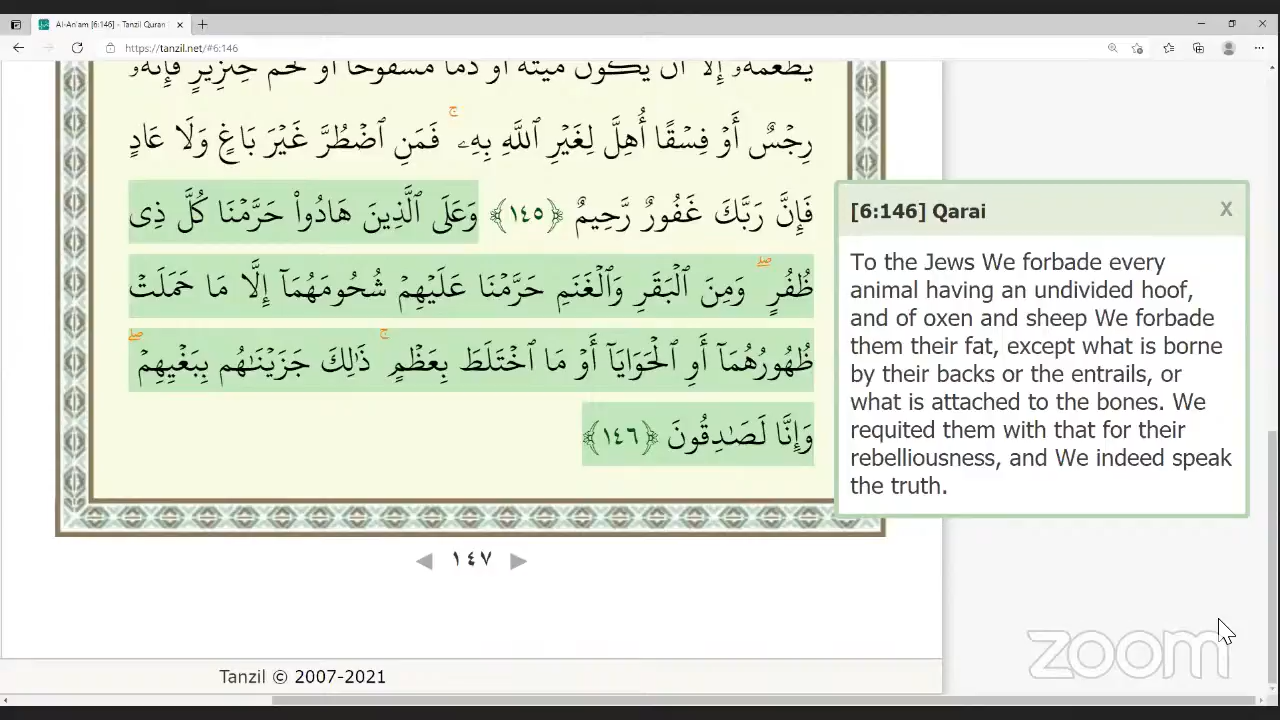 Al-An'am [6:146] - Tanzil Quran
https://tanzil.net/#6:146
يَطْعَمُهُۥٓ إِلَّآ أَن يَكُونَ مَيْتَةً أَوْ دَمًا مَّسْفُوحًا أَوْ لَحْمَ خِنزِيرٍ فَإِنَّهُۥ
رِجْسٌ أَوْ فِسْقًا أُهِلَّ لِغَيْرِ ٱللَّهِ بِهِۦ ۚ فَمَنِ ٱضْطُرَّ غَيْرَ بَاغٍ وَلَا عَادٍ
فَإِنَّ رَبَّكَ غَفُورٌ رَّحِيمٌ ﴿١٤٥﴾ وَعَلَى ٱلَّذِينَ هَادُوا۟ حَرَّمْنَا كُلَّ ذِى
ظُفُرٍ ۖ وَمِنَ ٱلْبَقَرِ وَٱلْغَنَمِ حَرَّمْنَا عَلَيْهِمْ شُحُومَهُمَآ إِلَّا مَا حَمَلَتْ
ظُهُورُهُمَآ أَوِ ٱلْحَوَايَآ أَوْ مَا ٱخْتَلَطَ بِعَظْمٍ ۚ ذَٰلِكَ جَزَيْنَـٰهُم بِبَغْيِهِمْ ۖ
وَإِنَّا لَصَـٰدِقُونَ ﴿١٤٦﴾
١٤٧
[6:146] Qarai
X
To the Jews We forbade every
animal having an undivided hoof,
and of oxen and sheep We forbade
them their fat, except what is borne
by their backs or the entrails, or
what is attached to the bones. We
requited them with that for their
rebelliousness, and We indeed speak
the truth.
Tanzil © 2007-2021
zoom